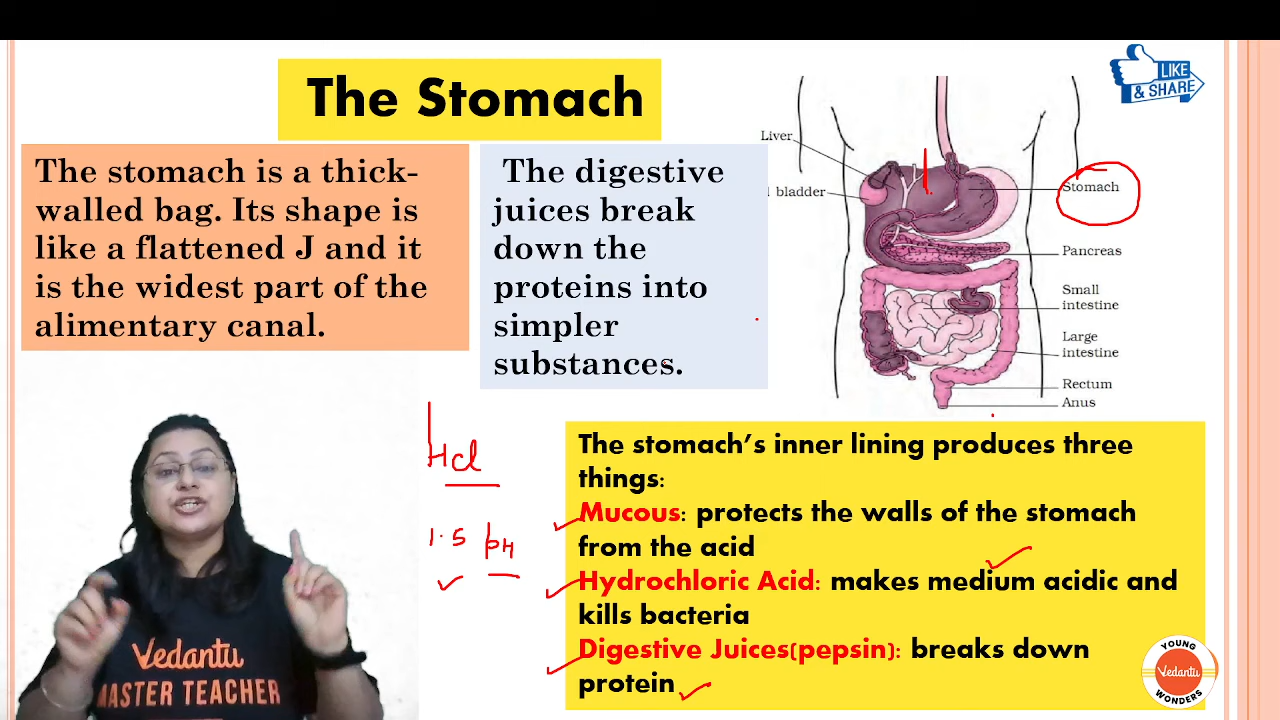 The Stomach
LIKE
& SHARE
The stomach is a thick-
walled bag. Its shape is
like a flattened J and it
is the widest part of the
alimentary canal.
The digestive
juices break
down the
proteins into
simpler
substances.
Liver
l bladder
Stomach
Pancreas
Small
intestine
Large
intestine
Rectum
Anus
HCl
1.5 pH
The stomach's inner lining produces three
things:
Mucous: protects the walls of the stomach
from the acid
Hydrochloric Acid: makes medium acidic and
kills bacteria
Digestive Juices(pepsin): breaks down
protein
Vedantu
MASTER TEACHER
YOUNG
Vedantu
WONDERS